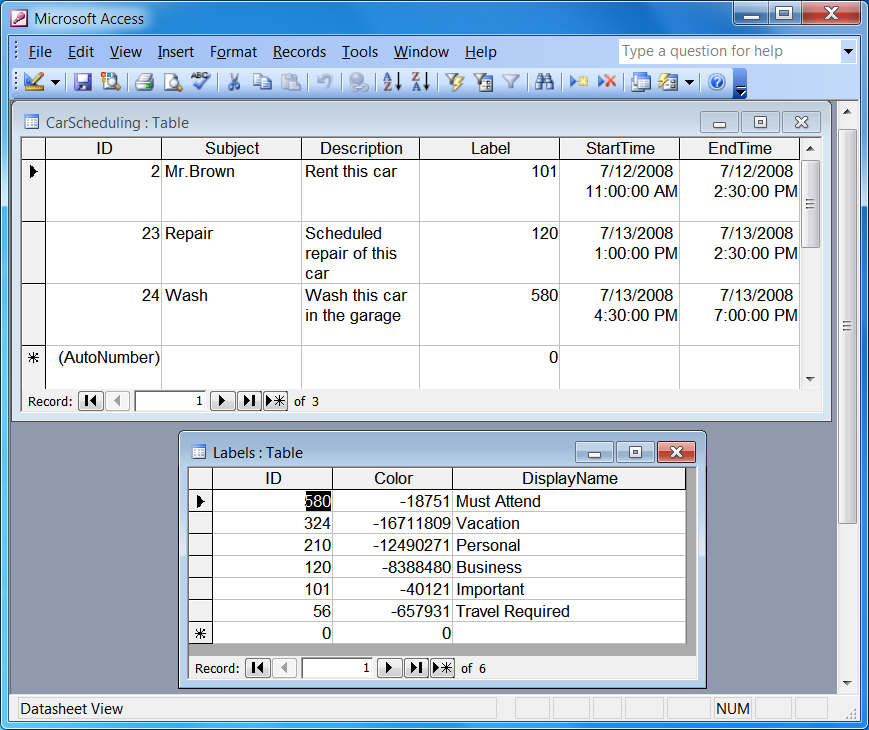 Microsoft Access
File Edit View Insert Format Records Tools Window Help Type a question for help
CarScheduling : Table
ID Subject Description Label StartTime EndTime
2 Mr.Brown Rent this car 101 7/12/2008 7/12/2008
11:00:00 AM 2:30:00 PM
23 Repair Scheduled 120 7/13/2008 7/13/2008
repair of this 1:00:00 PM 2:30:00 PM
car
24 Wash Wash this car 580 7/13/2008 7/13/2008
in the garage 4:30:00 PM 7:00:00 PM
(AutoNumber) 0
Record: 1 of 3
Labels : Table
ID Color DisplayName
580 -18751 Must Attend
324 -16711809 Vacation
210 -12490271 Personal
120 -8388480 Business
101 -40121 Important
56 -657931 Travel Required
0 0
Record: 1 of 6
Datasheet View NUM